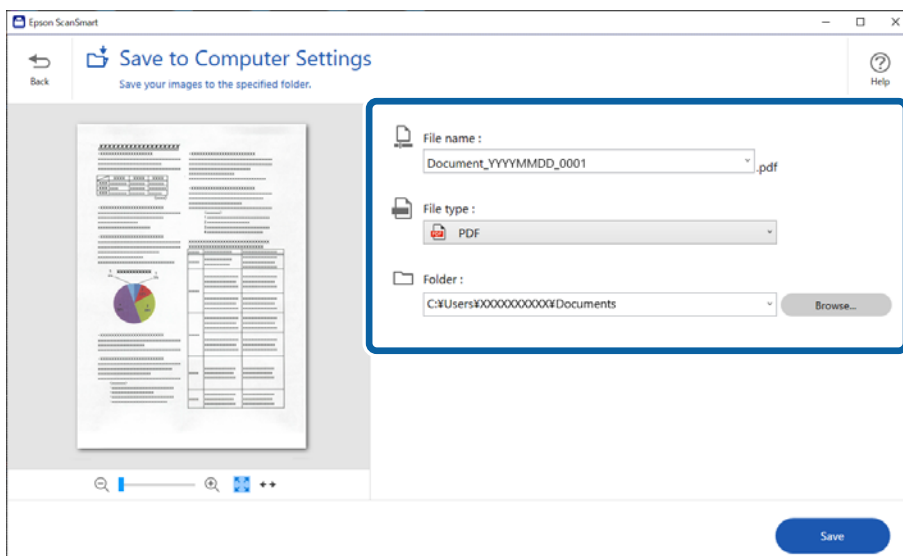 Epson ScanSmart
Back
Save to Computer Settings
Save your images to the specified folder.
Help
File name :
Document_YYYYMMDD_0001
.pdf
File type :
PDF
Folder :
C:¥Users¥XXXXXXXXXX¥Documents
Browse...
Save